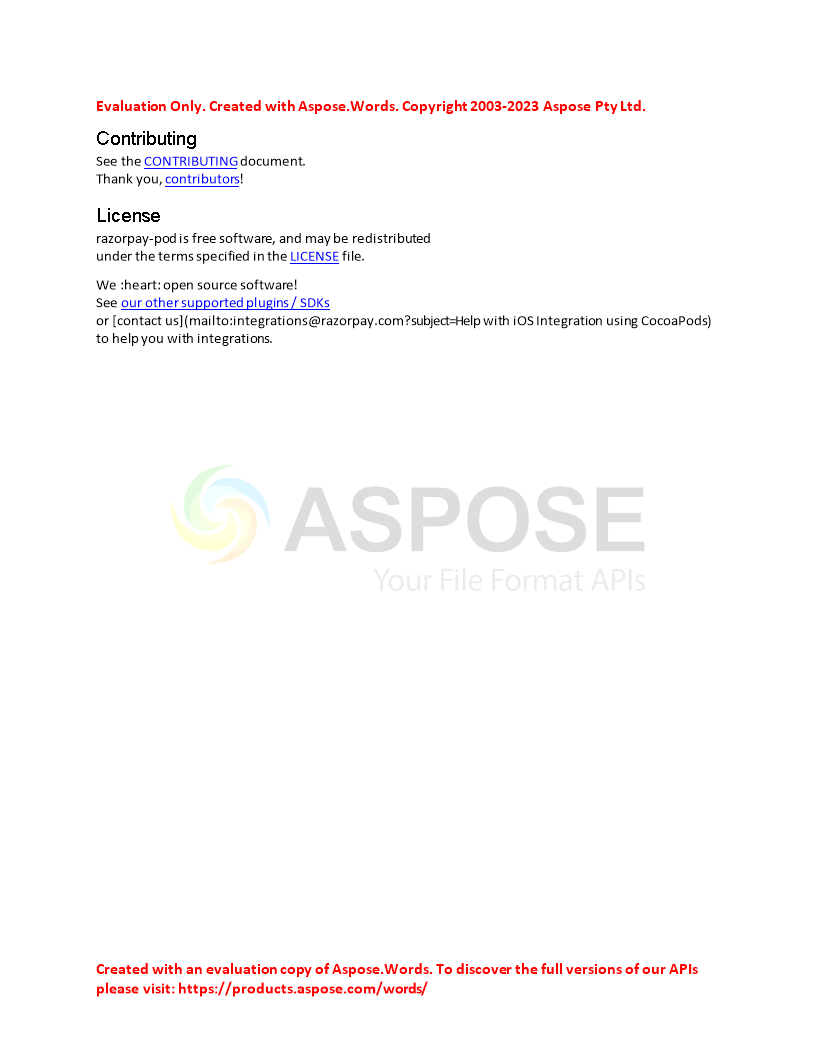 Evaluation Only. Created with Aspose.Words. Copyright 2003-2023 Aspose Pty Ltd.
Contributing
See the CONTRIBUTING document.
Thank you, contributors!
License
razorpay-pod is free software, and may be redistributed
under the terms specified in the LICENSE file.
We :heart: open source software!
See our other supported plugins / SDKs
or [contact us](mailto:integrations@razorpay.com?subject=Help with iOS Integration using CocoaPods)
to help you with integrations.
ASPOSE
Your File Format APIs
Created with an evaluation copy of Aspose.Words. To discover the full versions of our APIs
please visit: https://products.aspose.com/words/